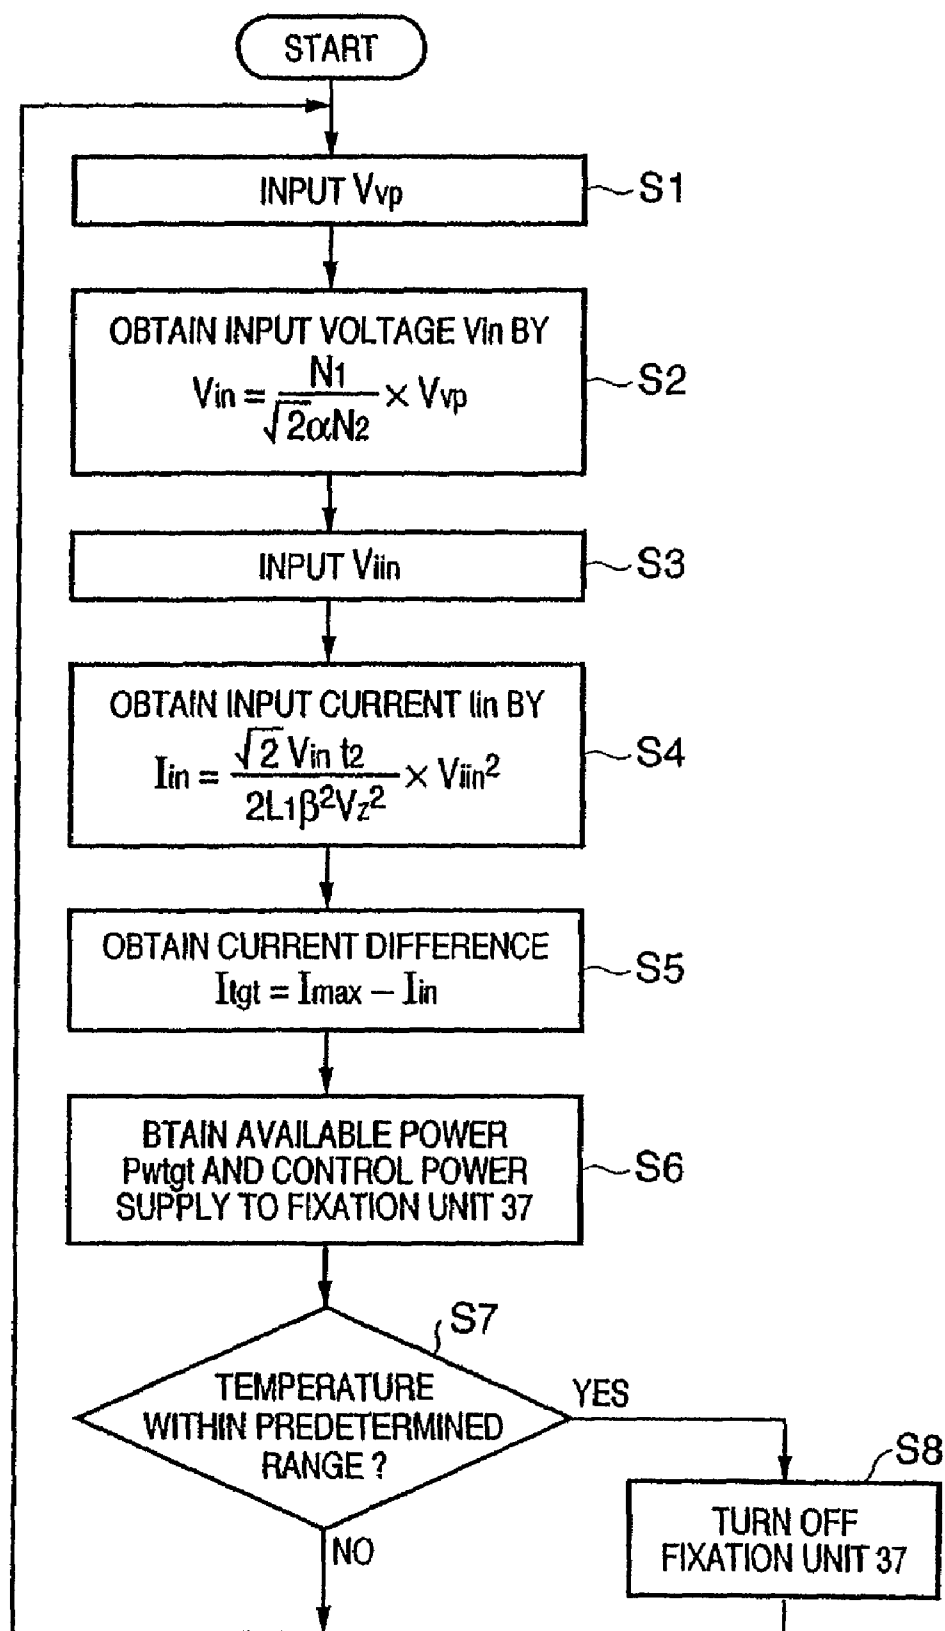 START
INPUT Vvp
S1
OBTAIN INPUT VOLTAGE Vin BY
Vin = N1 / √2αN2 × Vvp
S2
INPUT Viin
S3
OBTAIN INPUT CURRENT Iin BY
Iin = √2 Vin t2 / 2L1β²Vz² × Viin²
S4
OBTAIN CURRENT DIFFERENCE
Itgt = Imax − Iin
S5
BTAIN AVAILABLE POWER
Pwtgt AND CONTROL POWER
SUPPLY TO FIXATION UNIT 37
S6
S7
TEMPERATURE
WITHIN PREDETERMINED
RANGE ?
YES
NO
S8
TURN OFF
FIXATION UNIT 37